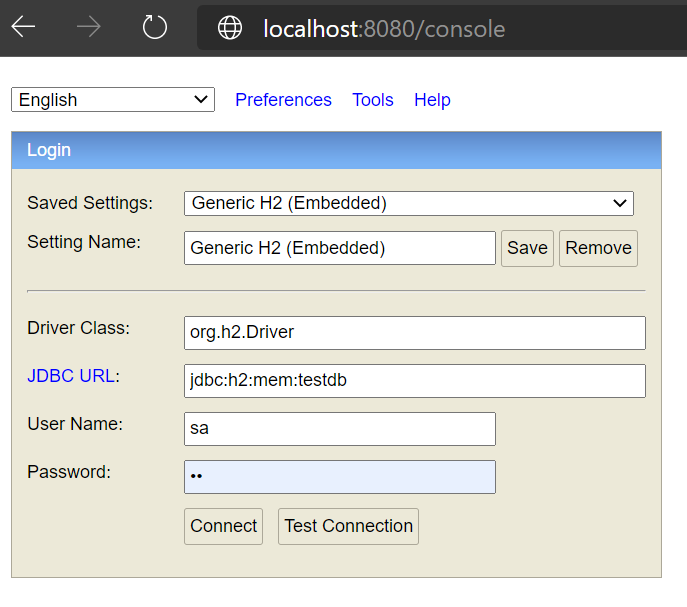 localhost:8080/console
English Preferences Tools Help
Login
Saved Settings: Generic H2 (Embedded)
Setting Name: Generic H2 (Embedded) Save Remove
Driver Class: org.h2.Driver
JDBC URL: jdbc:h2:mem:testdb
User Name: sa
Password: ••
Connect Test Connection